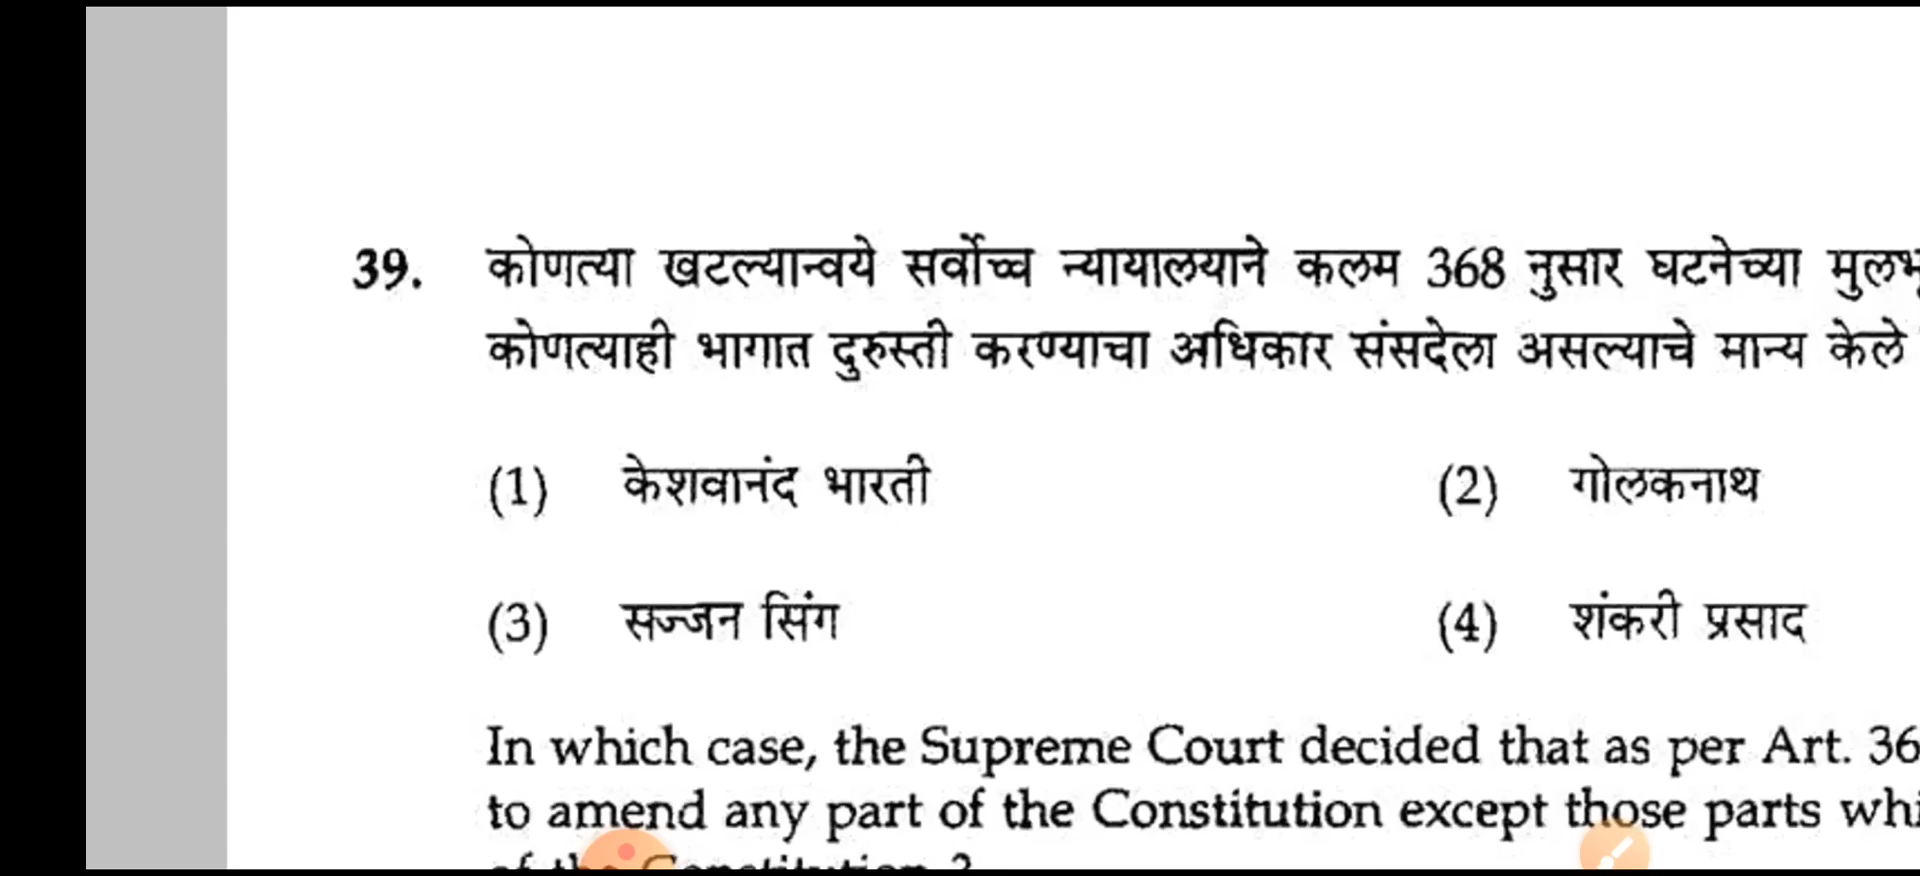 39. कोणत्या खटल्यान्वये सर्वोच्च न्यायालयाने कलम 368 नुसार घटनेच्या
कोणत्याही भागात दुरुस्ती करण्याचा अधिकार संसदेला असल्याचे मान्य केले
(1) केशवानंद भारती (2) गोलकनाथ
(3) सज्जन सिंग (4) शंकरी प्रसाद
In which case, the Supreme Court decided that as per Art.
to amend any part of the Constitution except those parts